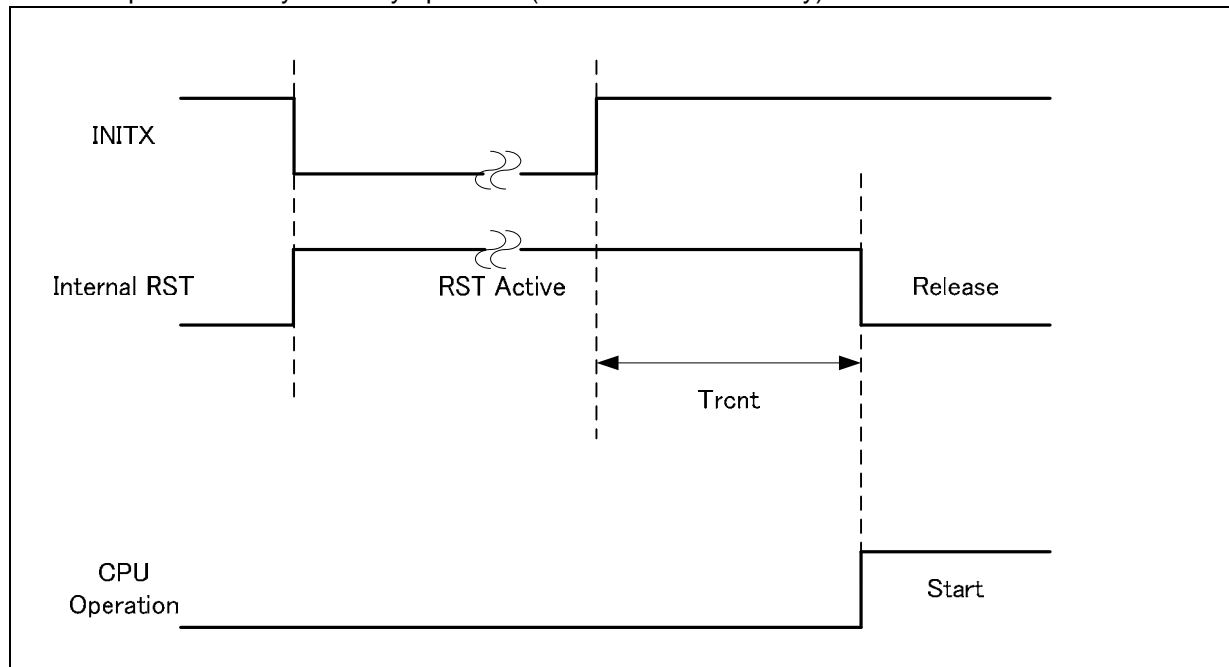 INITX
Internal RST
RST Active
Release
Trcnt
CPU
Operation
Start